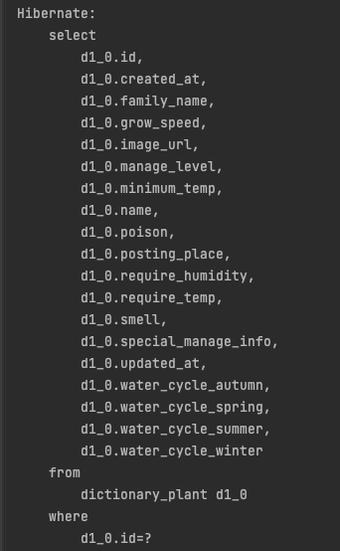 Hibernate:
    select
        d1_0.id,
        d1_0.created_at,
        d1_0.family_name,
        d1_0.grow_speed,
        d1_0.image_url,
        d1_0.manage_level,
        d1_0.minimum_temp,
        d1_0.name,
        d1_0.poison,
        d1_0.posting_place,
        d1_0.require_humidity,
        d1_0.require_temp,
        d1_0.smell,
        d1_0.special_manage_info,
        d1_0.updated_at,
        d1_0.water_cycle_autumn,
        d1_0.water_cycle_spring,
        d1_0.water_cycle_summer,
        d1_0.water_cycle_winter
    from
        dictionary_plant d1_0
    where
        d1_0.id=?